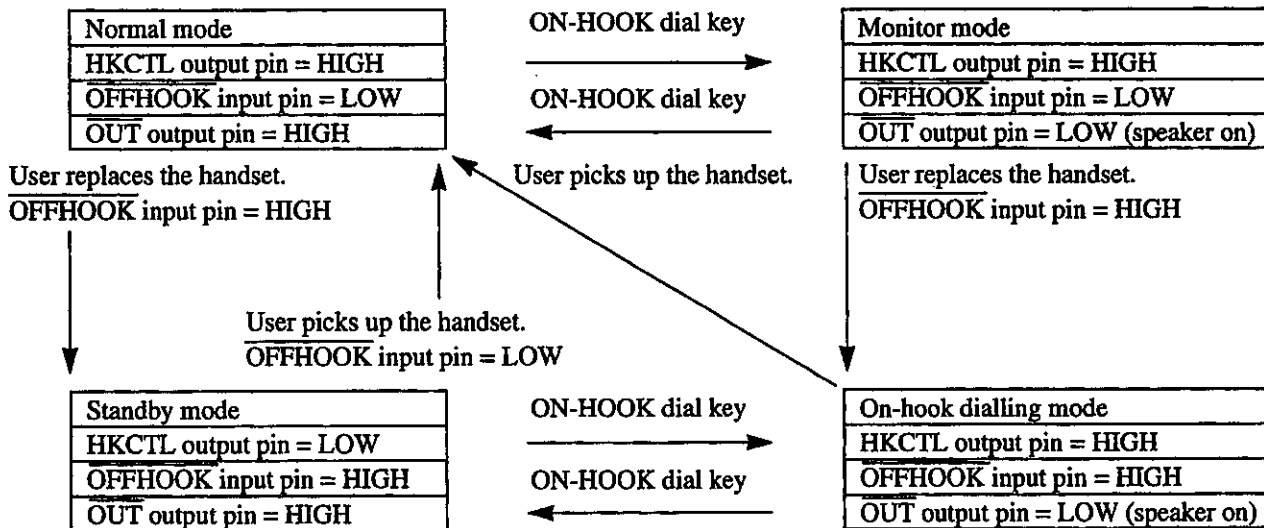 Normal mode
HKCTL output pin = HIGH
OFFHOOK input pin = LOW
OUT output pin = HIGH
ON-HOOK dial key
ON-HOOK dial key
Monitor mode
HKCTL output pin = HIGH
OFFHOOK input pin = LOW
OUT output pin = LOW (speaker on)
User replaces the handset.
OFFHOOK input pin = HIGH
User picks up the handset.
User replaces the handset.
OFFHOOK input pin = HIGH
User picks up the handset.
OFFHOOK input pin = LOW
Standby mode
HKCTL output pin = LOW
OFFHOOK input pin = HIGH
OUT output pin = HIGH
ON-HOOK dial key
ON-HOOK dial key
On-hook dialling mode
HKCTL output pin = HIGH
OFFHOOK input pin = HIGH
OUT output pin = LOW (speaker on)